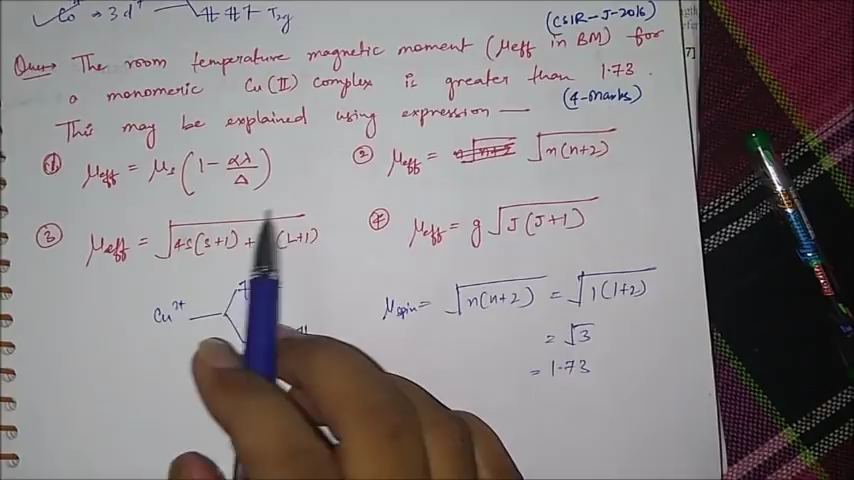 Co → 3d⁷ T₂g
(CSIR-J-2016)
Ques→ The room temperature magnetic moment (μeff in BM) for
a monomeric Cu(II) complex is greater than 1.73.
This may be explained using expression — (4-marks)
① μeff = μs (1 - αλ/Δ)
② μeff = √n(n+2)
③ μeff = √4S(S+1) + (L+1)
④ μeff = g √J(J+1)
Cu²⁺
μspin = √n(n+2) = √1(1+2)
= √3
= 1.73